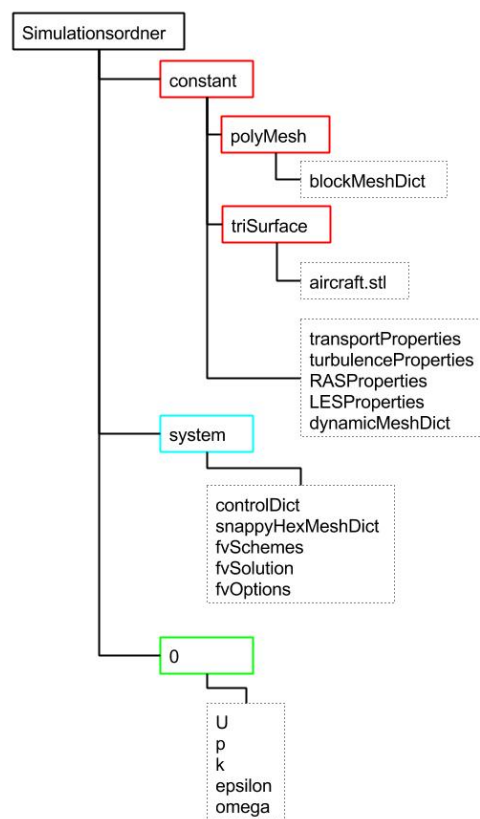 Simulationsordner
constant
polyMesh
blockMeshDict
triSurface
aircraft.stl
transportProperties
turbulenceProperties
RASProperties
LESProperties
dynamicMeshDict
system
controlDict
snappyHexMeshDict
fvSchemes
fvSolution
fvOptions
0
U
p
k
epsilon
omega